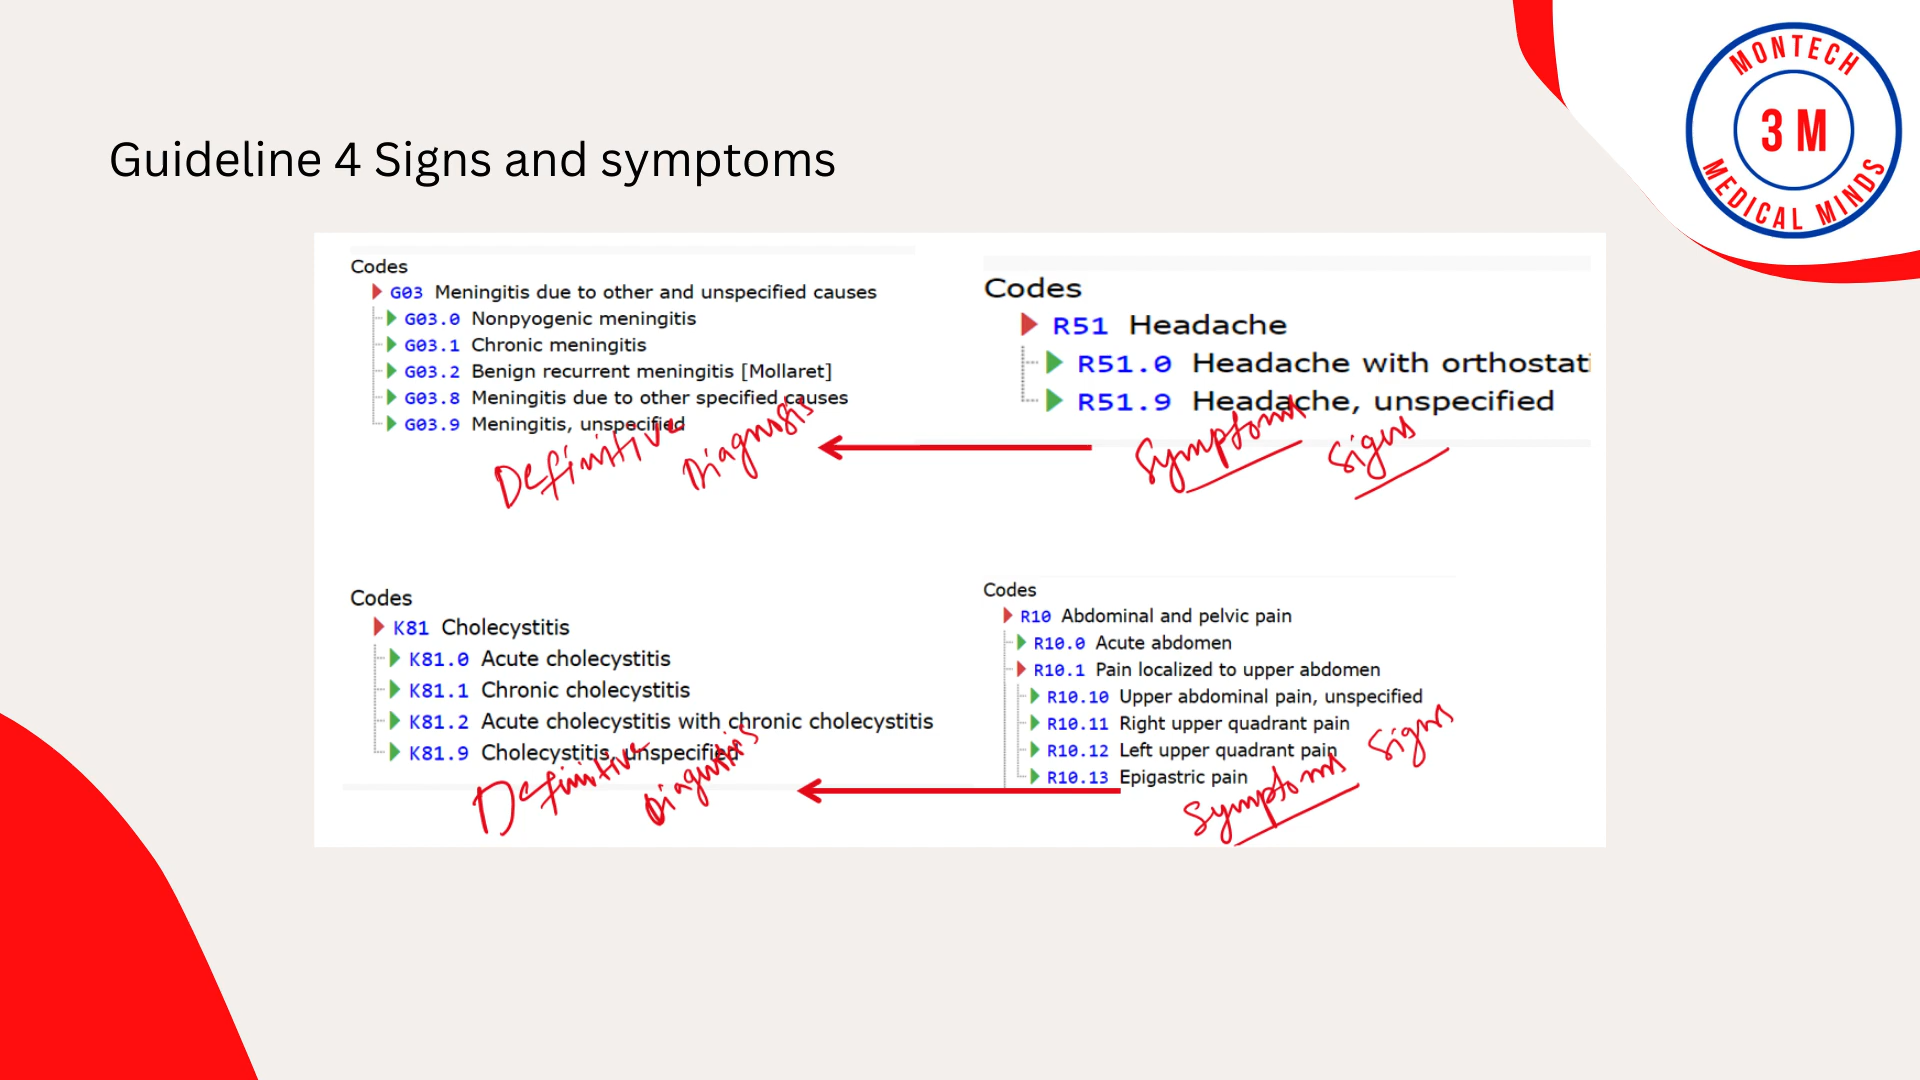 MONTECH
3 M
MEDICAL MINDS
Guideline 4 Signs and symptoms
Codes
G03 Meningitis due to other and unspecified causes
G03.0 Nonpyogenic meningitis
G03.1 Chronic meningitis
G03.2 Benign recurrent meningitis [Mollaret]
G03.8 Meningitis due to other specified causes
G03.9 Meningitis, unspecified
Definitive Diagnosis
Codes
R51 Headache
R51.0 Headache with orthostati
R51.9 Headache, unspecified
Symptoms Signs
Codes
K81 Cholecystitis
K81.0 Acute cholecystitis
K81.1 Chronic cholecystitis
K81.2 Acute cholecystitis with chronic cholecystitis
K81.9 Cholecystitis, unspecified
Definitive Diagnosis
Codes
R10 Abdominal and pelvic pain
R10.0 Acute abdomen
R10.1 Pain localized to upper abdomen
R10.10 Upper abdominal pain, unspecified
R10.11 Right upper quadrant pain
R10.12 Left upper quadrant pain
R10.13 Epigastric pain
Symptoms Signs